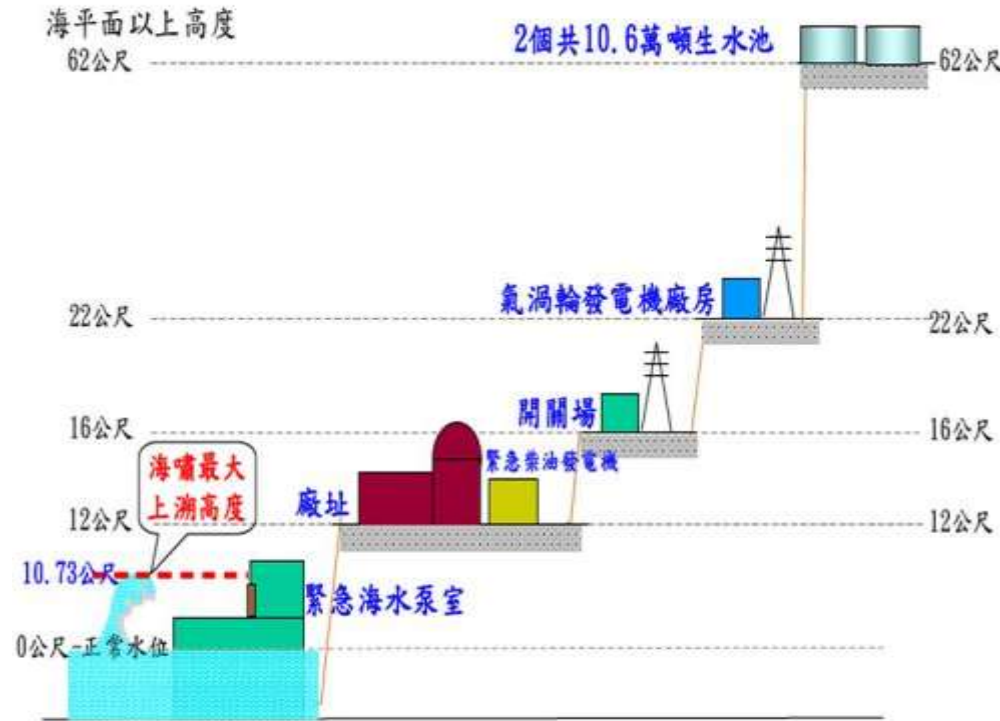 海平面以上高度
2個共10.6萬噸生水池
62公尺
62公尺
氣渦輪發電機廠房
22公尺
22公尺
開關場
16公尺
16公尺
海嘯最大
上溯高度
緊急柴油發電機
廠址
12公尺
12公尺
10.73公尺
緊急海水泵室
0公尺-正常水位